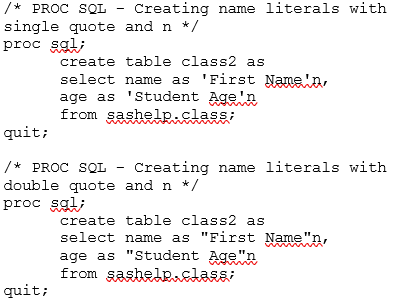 /* PROC SQL – Creating name literals with
single quote and n */
proc sql;
create table class2 as
select name as 'First Name'n,
age as 'Student Age'n
from sashelp.class;
quit;
/* PROC SQL – Creating name literals with
double quote and n */
proc sql;
create table class2 as
select name as "First Name"n,
age as "Student Age"n
from sashelp.class;
quit;